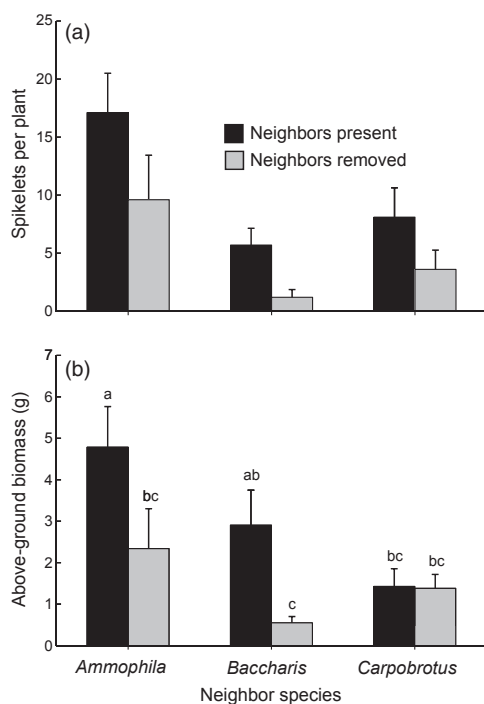 25
(a)
20
Spikelets per plant
15
10
5
0
Neighbors present
Neighbors removed
7
(b)
6
Above-ground biomass (g)
5
4
3
2
1
0
a
bc
ab
c
bc
bc
Ammophila
Baccharis
Carpobrotus
Neighbor species